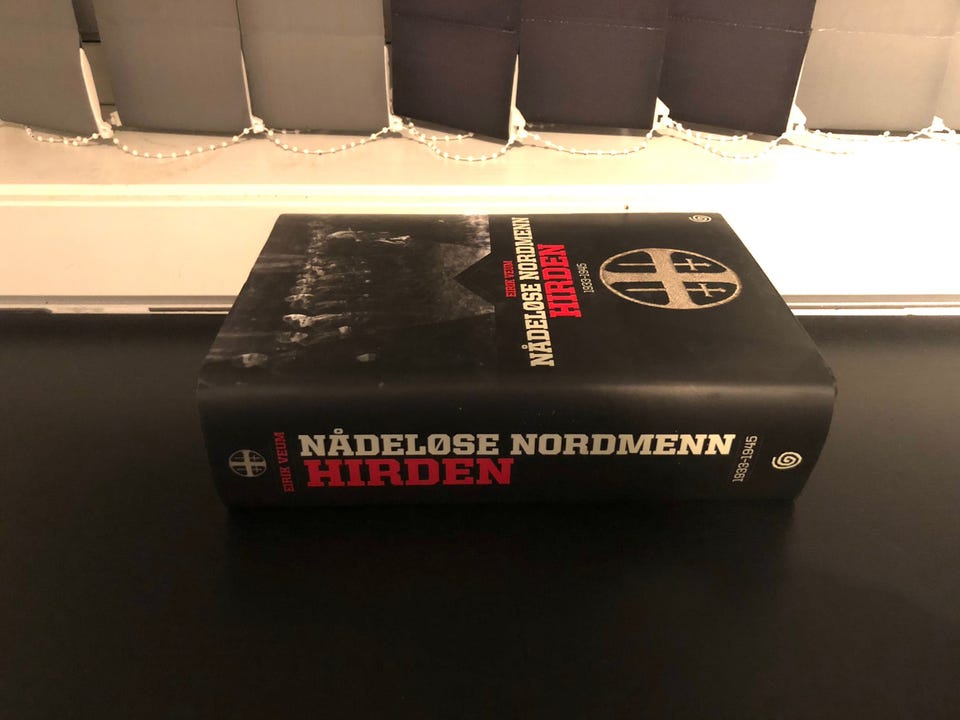 EIRIK VEUM
NÅDELØSE NORDMENN
HIRDEN
1933-1945
EIRIK VEUM
NÅDELØSE NORDMENN
HIRDEN
1933-1945